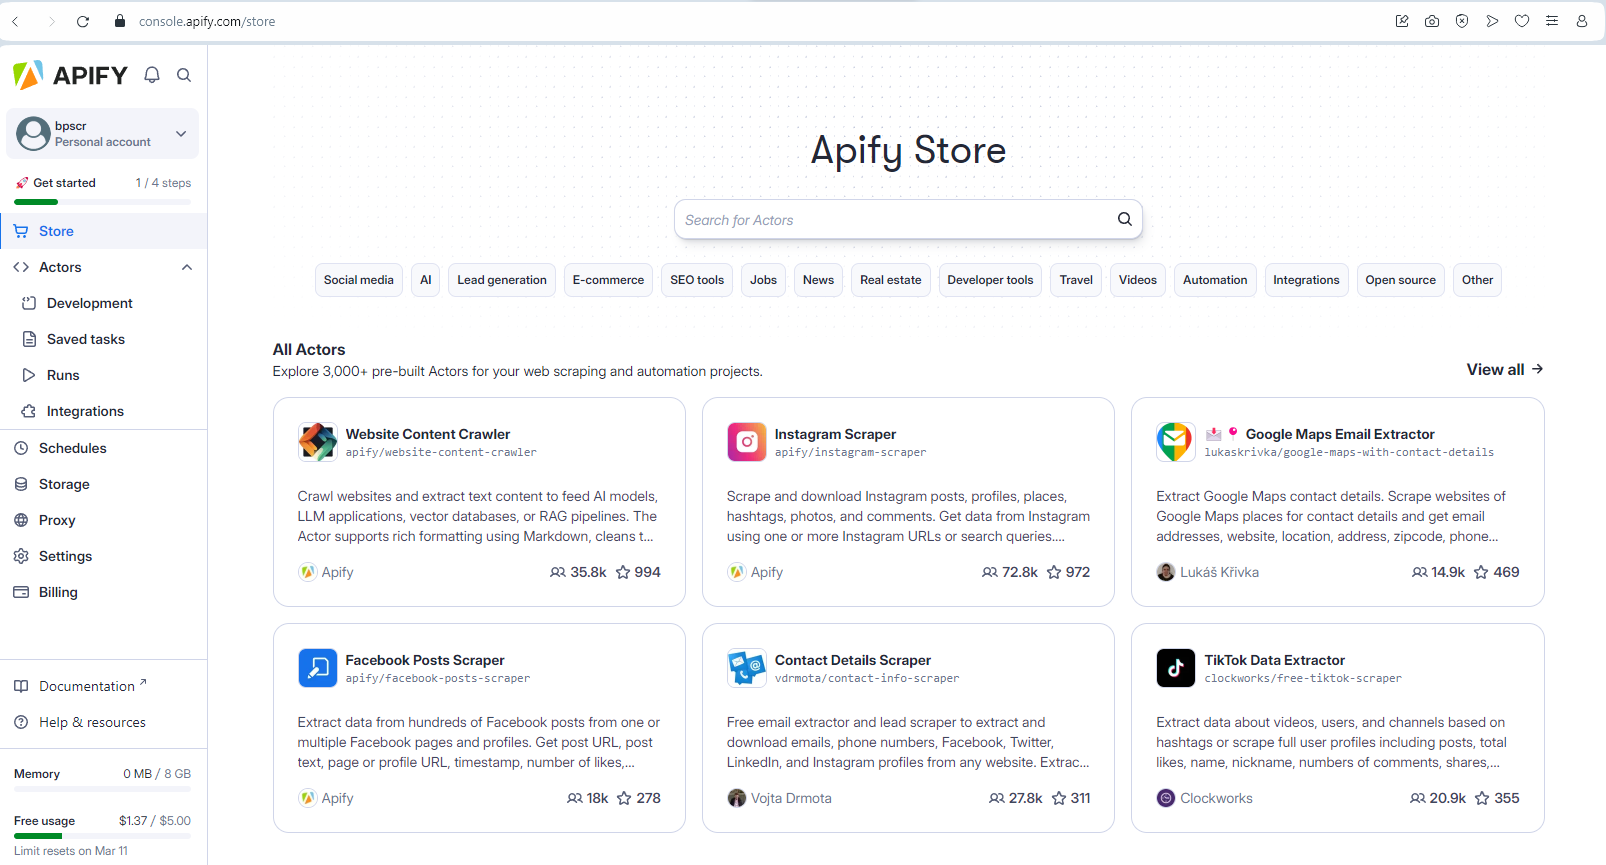 console.apify.com/store
APIFY
bpscr
Personal account
Get started 1 / 4 steps
Store
Actors
Development
Saved tasks
Runs
Integrations
Schedules
Storage
Proxy
Settings
Billing
Documentation
Help & resources
Memory 0 MB / 8 GB
Free usage $1.37 / $5.00
Limit resets on Mar 11
Apify Store
Search for Actors
Social media AI Lead generation E-commerce SEO tools Jobs News Real estate Developer tools Travel Videos Automation Integrations Open source Other
All Actors
Explore 3,000+ pre-built Actors for your web scraping and automation projects.
View all
Website Content Crawler
apify/website-content-crawler
Crawl websites and extract text content to feed AI models,
LLM applications, vector databases, or RAG pipelines. The
Actor supports rich formatting using Markdown, cleans t...
Apify 35.8k 994
Instagram Scraper
apify/instagram-scraper
Scrape and download Instagram posts, profiles, places,
hashtags, photos, and comments. Get data from Instagram
using one or more Instagram URLs or search queries....
Apify 72.8k 972
Google Maps Email Extractor
lukaskrivka/google-maps-with-contact-details
Extract Google Maps contact details. Scrape websites of
Google Maps places for contact details and get email
addresses, website, location, address, zipcode, phone...
Lukáš Křivka 14.9k 469
Facebook Posts Scraper
apify/facebook-posts-scraper
Extract data from hundreds of Facebook posts from one or
multiple Facebook pages and profiles. Get post URL, post
text, page or profile URL, timestamp, number of likes,...
Apify 18k 278
Contact Details Scraper
vdrmota/contact-info-scraper
Free email extractor and lead scraper to extract and
download emails, phone numbers, Facebook, Twitter,
LinkedIn, and Instagram profiles from any website. Extrac...
Vojta Drmota 27.8k 311
TikTok Data Extractor
clockworks/free-tiktok-scraper
Extract data about videos, users, and channels based on
hashtags or scrape full user profiles including posts, total
likes, name, nickname, numbers of comments, shares,...
Clockworks 20.9k 355